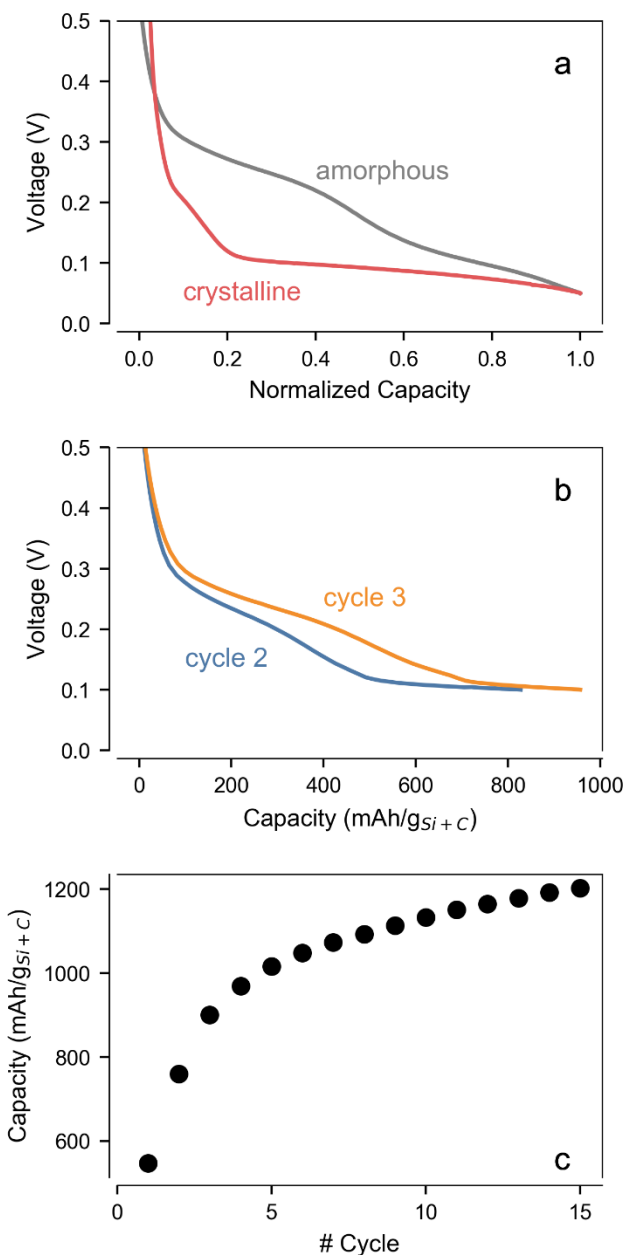 0.5
a
0.4
0.3
amorphous
0.2
0.1
crystalline
0.0
Voltage (V)
0.0 0.2 0.4 0.6 0.8 1.0
Normalized Capacity
0.5
b
0.4
0.3
cycle 3
0.2
cycle 2
0.1
0.0
Voltage (V)
0 200 400 600 800 1000
Capacity (mAh/gSi + C)
1200
1000
800
600
c
Capacity (mAh/gSi + C)
0 5 10 15
# Cycle